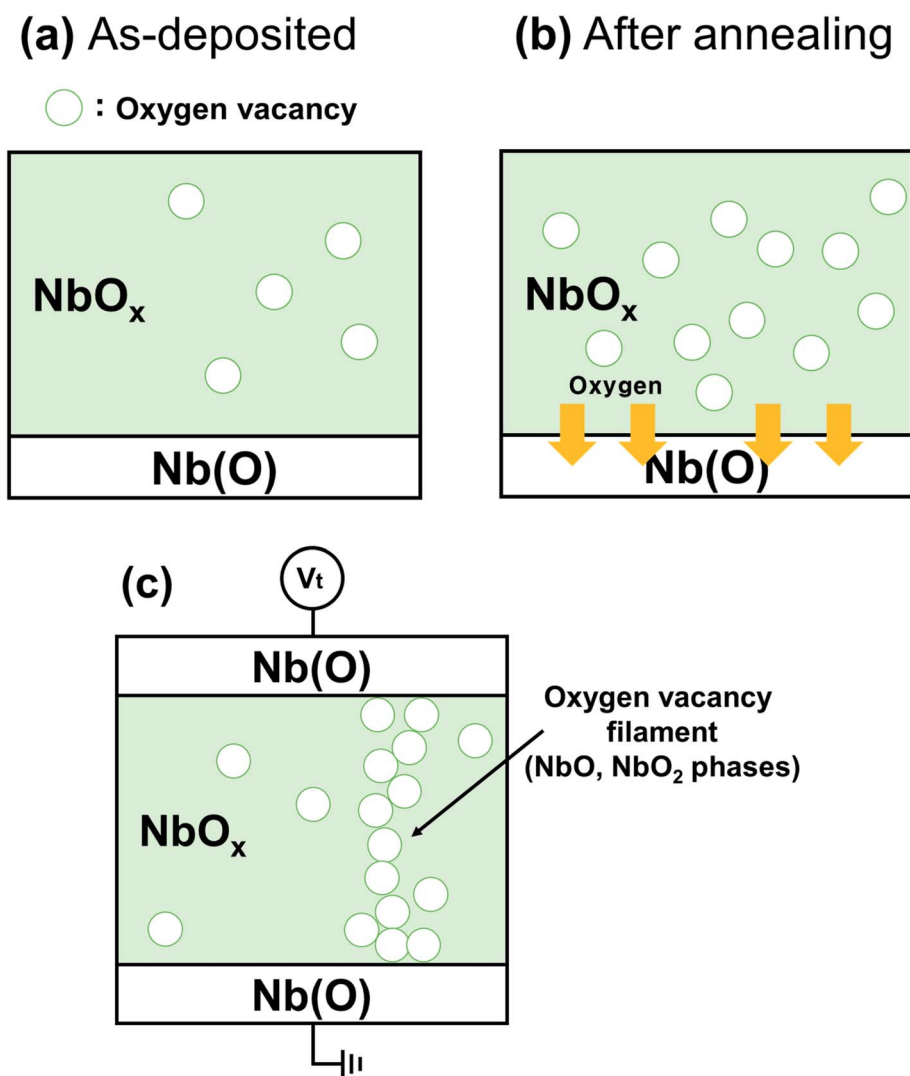 (a) As-deposited
(b) After annealing
: Oxygen vacancy
NbOₓ
Nb(O)
NbOₓ
Oxygen
Nb(O)
(c)
Vt
Nb(O)
Oxygen vacancy
filament
(NbO, NbO₂ phases)
NbOₓ
Nb(O)